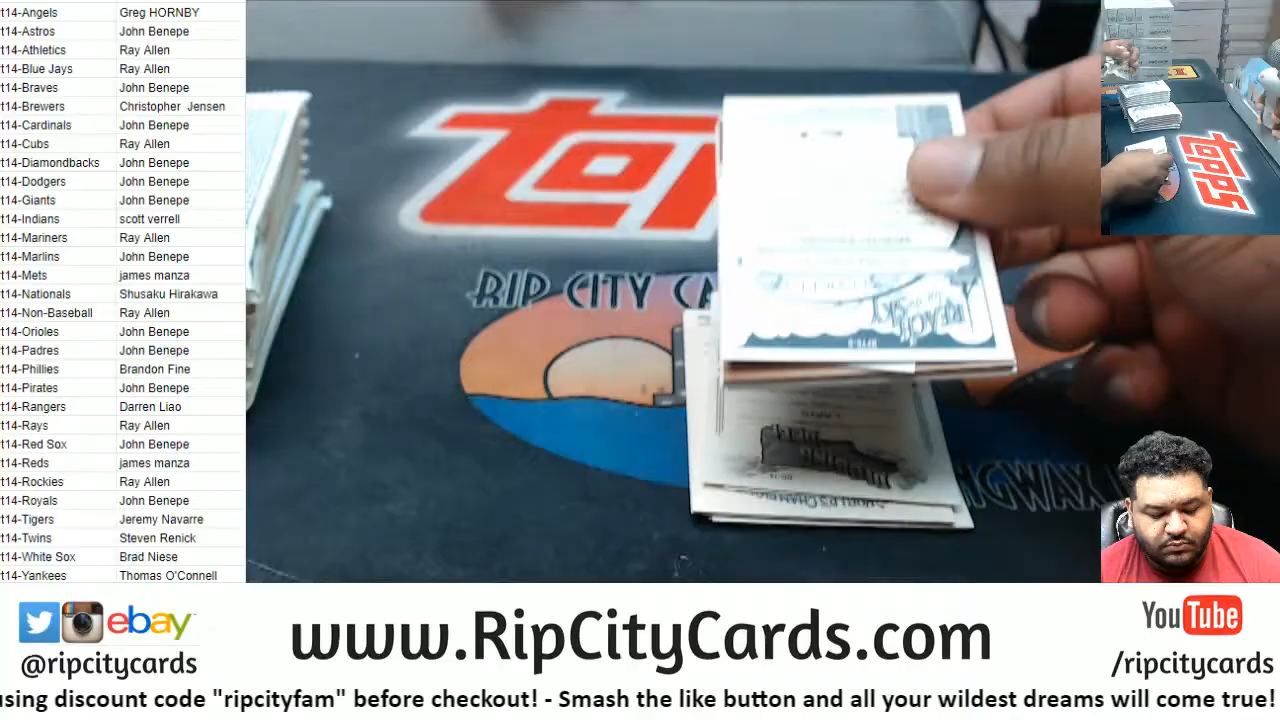 t14-Angels Greg HORNBY
t14-Astros John Benepe
t14-Athletics Ray Allen
t14-Blue Jays Ray Allen
t14-Braves John Benepe
t14-Brewers Christopher Jensen
t14-Cardinals John Benepe
t14-Cubs Ray Allen
t14-Diamondbacks John Benepe
t14-Dodgers John Benepe
t14-Giants John Benepe
t14-Indians scott verrell
t14-Mariners Ray Allen
t14-Marlins John Benepe
t14-Mets james manza
t14-Nationals Shusaku Hirakawa
t14-Non-Baseball Ray Allen
t14-Orioles John Benepe
t14-Padres John Benepe
t14-Phillies Brandon Fine
t14-Pirates John Benepe
t14-Rangers Darren Liao
t14-Rays Ray Allen
t14-Red Sox John Benepe
t14-Reds james manza
t14-Rockies Ray Allen
t14-Royals John Benepe
t14-Tigers Jeremy Navarre
t14-Twins Steven Renick
t14-White Sox Brad Niese
t14-Yankees Thomas O'Connell
RIP CITY CA
REACH
SKY
INGWAX
topps
ebay
@ripcitycards
www.RipCityCards.com
YouTube
/ripcitycards
using discount code "ripcityfam" before checkout! - Smash the like button and all your wildest dreams will come true!